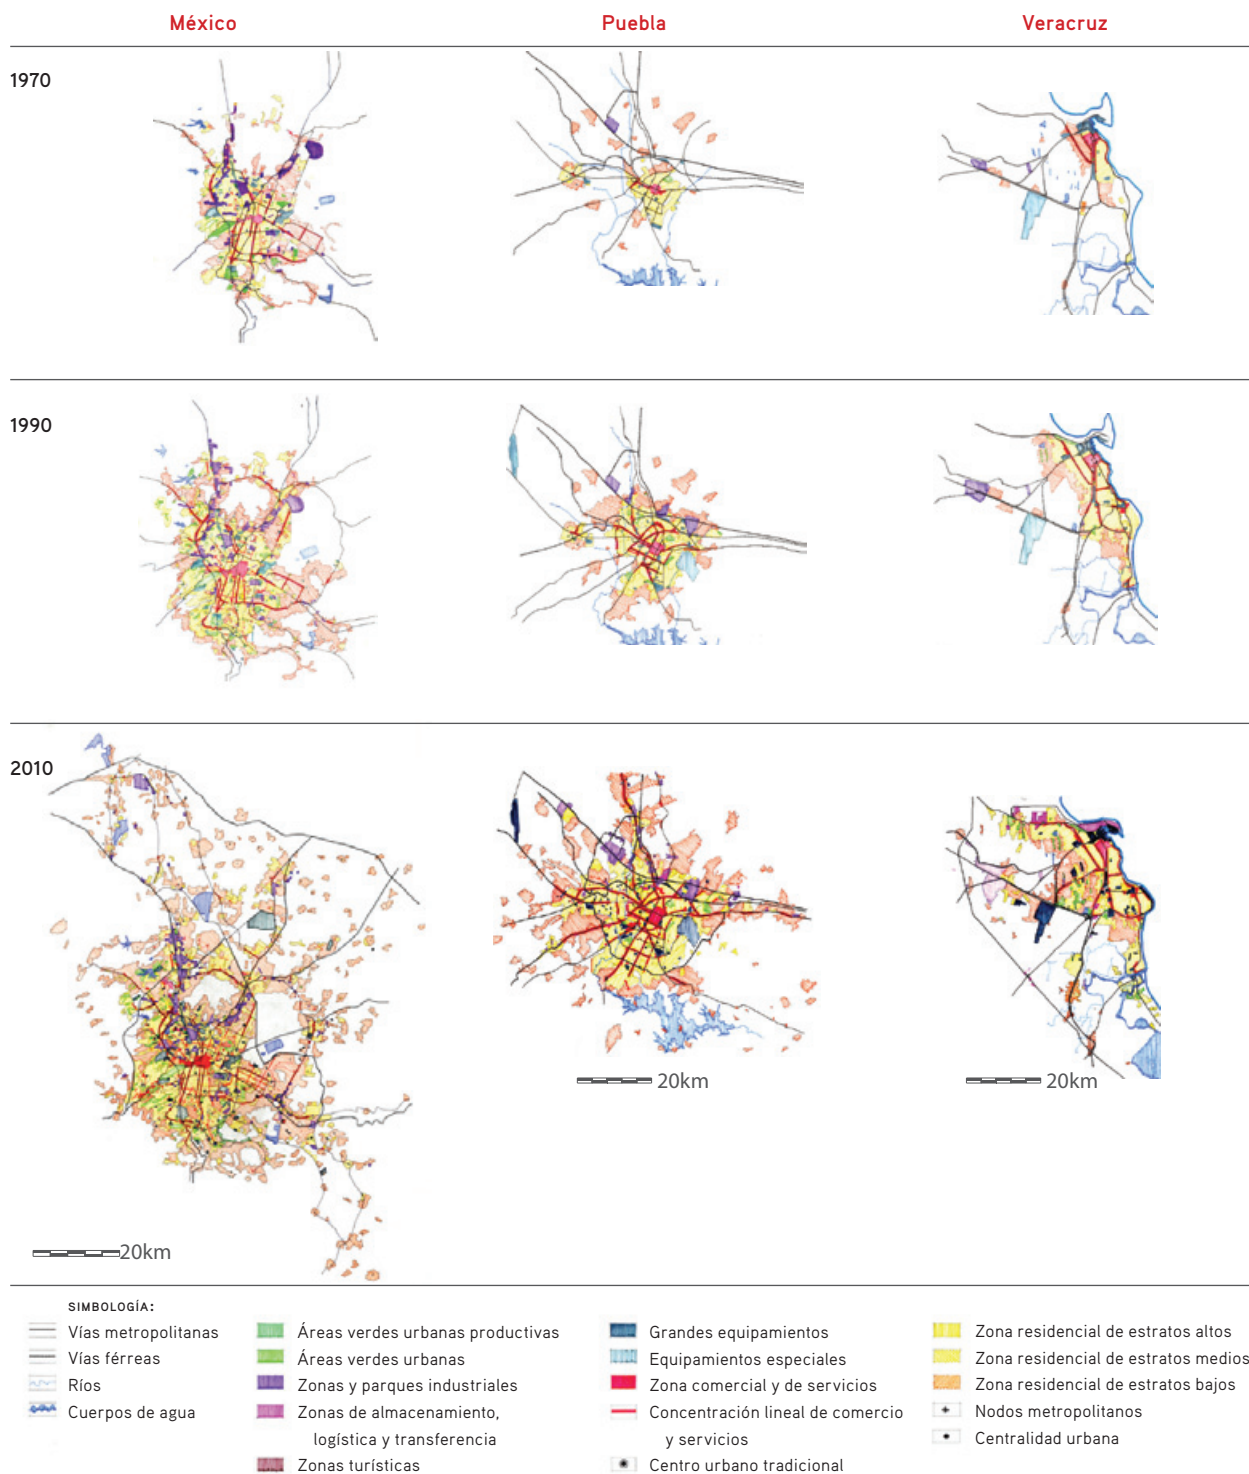 México
Puebla
Veracruz
1970
1990
2010
20km
20km
20km
SIMBOLOGÍA:
Vías metropolitanas
Vías férreas
Ríos
Cuerpos de agua
Áreas verdes urbanas productivas
Áreas verdes urbanas
Zonas y parques industriales
Zonas de almacenamiento,
logística y transferencia
Zonas turísticas
Grandes equipamientos
Equipamientos especiales
Zona comercial y de servicios
Concentración lineal de comercio
y servicios
Centro urbano tradicional
Zona residencial de estratos altos
Zona residencial de estratos medios
Zona residencial de estratos bajos
Nodos metropolitanos
Centralidad urbana